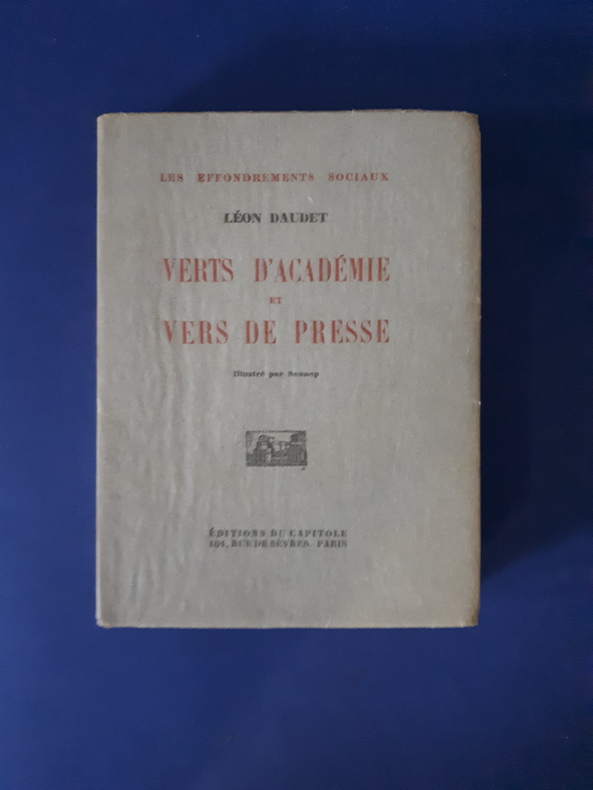 LES EFFONDREMENTS SOCIAUX
LÉON DAUDET
VERTS D'ACADÉMIE
ET
VERS DE PRESSE
Illustré par Sennep
ÉDITIONS DU CAPITOLE
104, RUE DE SÈVRES. PARIS